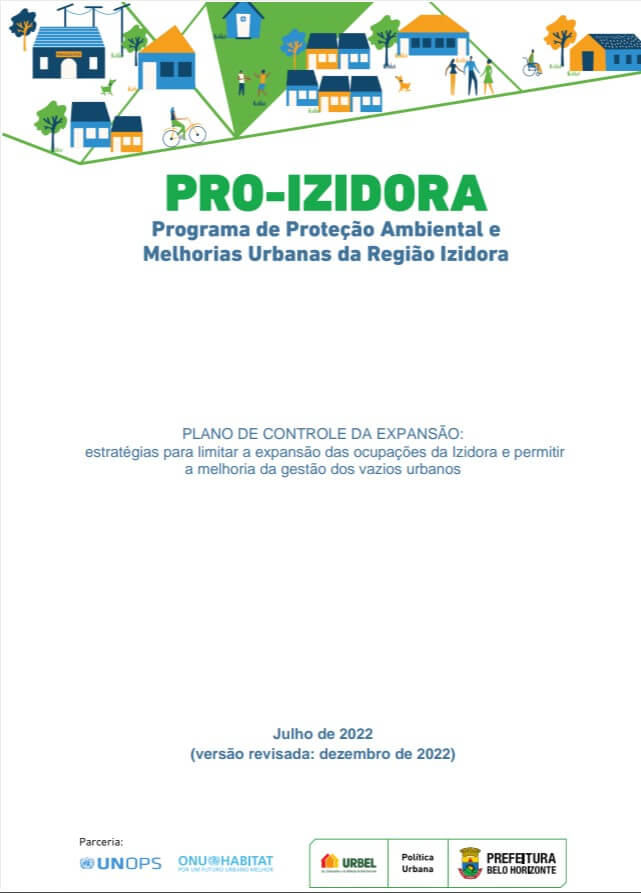 PRO-IZIDORA
Programa de Proteção Ambiental e
Melhorias Urbanas da Região Izidora
PLANO DE CONTROLE DA EXPANSÃO:
estratégias para limitar a expansão das ocupações da Izidora e permitir
a melhoria da gestão dos vazios urbanos
Julho de 2022
(versão revisada: dezembro de 2022)
Parceria:
UNOPS
ONU HABITAT
POR UM FUTURO URBANO MELHOR
URBEL
Política
Urbana
PREFEITURA
BELO HORIZONTE